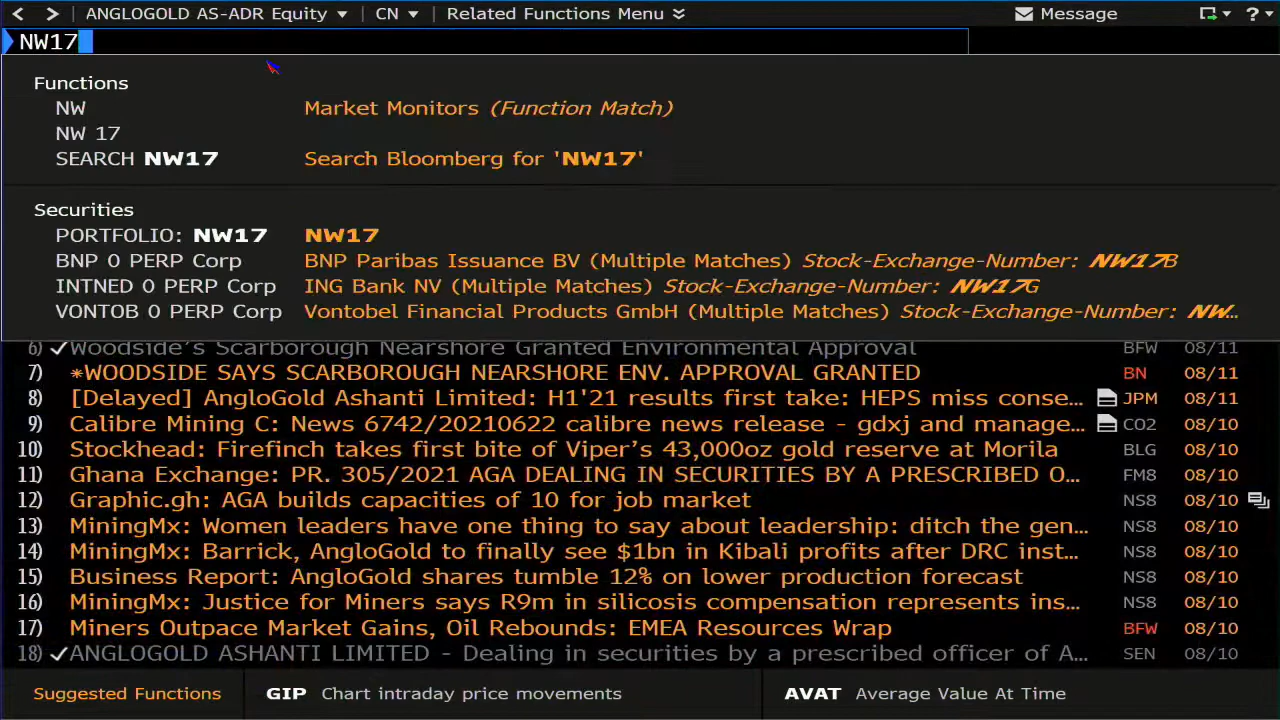 < > ANGLOGOLD AS-ADR Equity CN Related Functions Menu Message ?
NW17
Functions
NW Market Monitors (Function Match)
NW 17
SEARCH NW17 Search Bloomberg for 'NW17'
Securities
PORTFOLIO: NW17 NW17
BNP 0 PERP Corp BNP Paribas Issuance BV (Multiple Matches) Stock-Exchange-Number: NW17B
INTNED 0 PERP Corp ING Bank NV (Multiple Matches) Stock-Exchange-Number: NW17G
VONTOB 0 PERP Corp Vontobel Financial Products GmbH (Multiple Matches) Stock-Exchange-Number: NW...
6) Woodside's Scarborough Nearshore Granted Environmental Approval BFW 08/11
7) *WOODSIDE SAYS SCARBOROUGH NEARSHORE ENV. APPROVAL GRANTED BN 08/11
8) [Delayed] AngloGold Ashanti Limited: H1'21 results first take: HEPS miss conse... JPM 08/11
9) Calibre Mining C: News 6742/20210622 calibre news release - gdxj and manage... CO2 08/10
10) Stockhead: Firefinch takes first bite of Viper's 43,000oz gold reserve at Morila BLG 08/10
11) Ghana Exchange: PR. 305/2021 AGA DEALING IN SECURITIES BY A PRESCRIBED O... FM8 08/10
12) Graphic.gh: AGA builds capacities of 10 for job market NS8 08/10
13) MiningMx: Women leaders have one thing to say about leadership: ditch the gen... NS8 08/10
14) MiningMx: Barrick, AngloGold to finally see $1bn in Kibali profits after DRC inst... NS8 08/10
15) Business Report: AngloGold shares tumble 12% on lower production forecast NS8 08/10
16) MiningMx: Justice for Miners says R9m in silicosis compensation represents ins... NS8 08/10
17) Miners Outpace Market Gains, Oil Rebounds: EMEA Resources Wrap BFW 08/10
18) ANGLOGOLD ASHANTI LIMITED - Dealing in securities by a prescribed officer of A... SEN 08/10
Suggested Functions GIP Chart intraday price movements AVAT Average Value At Time